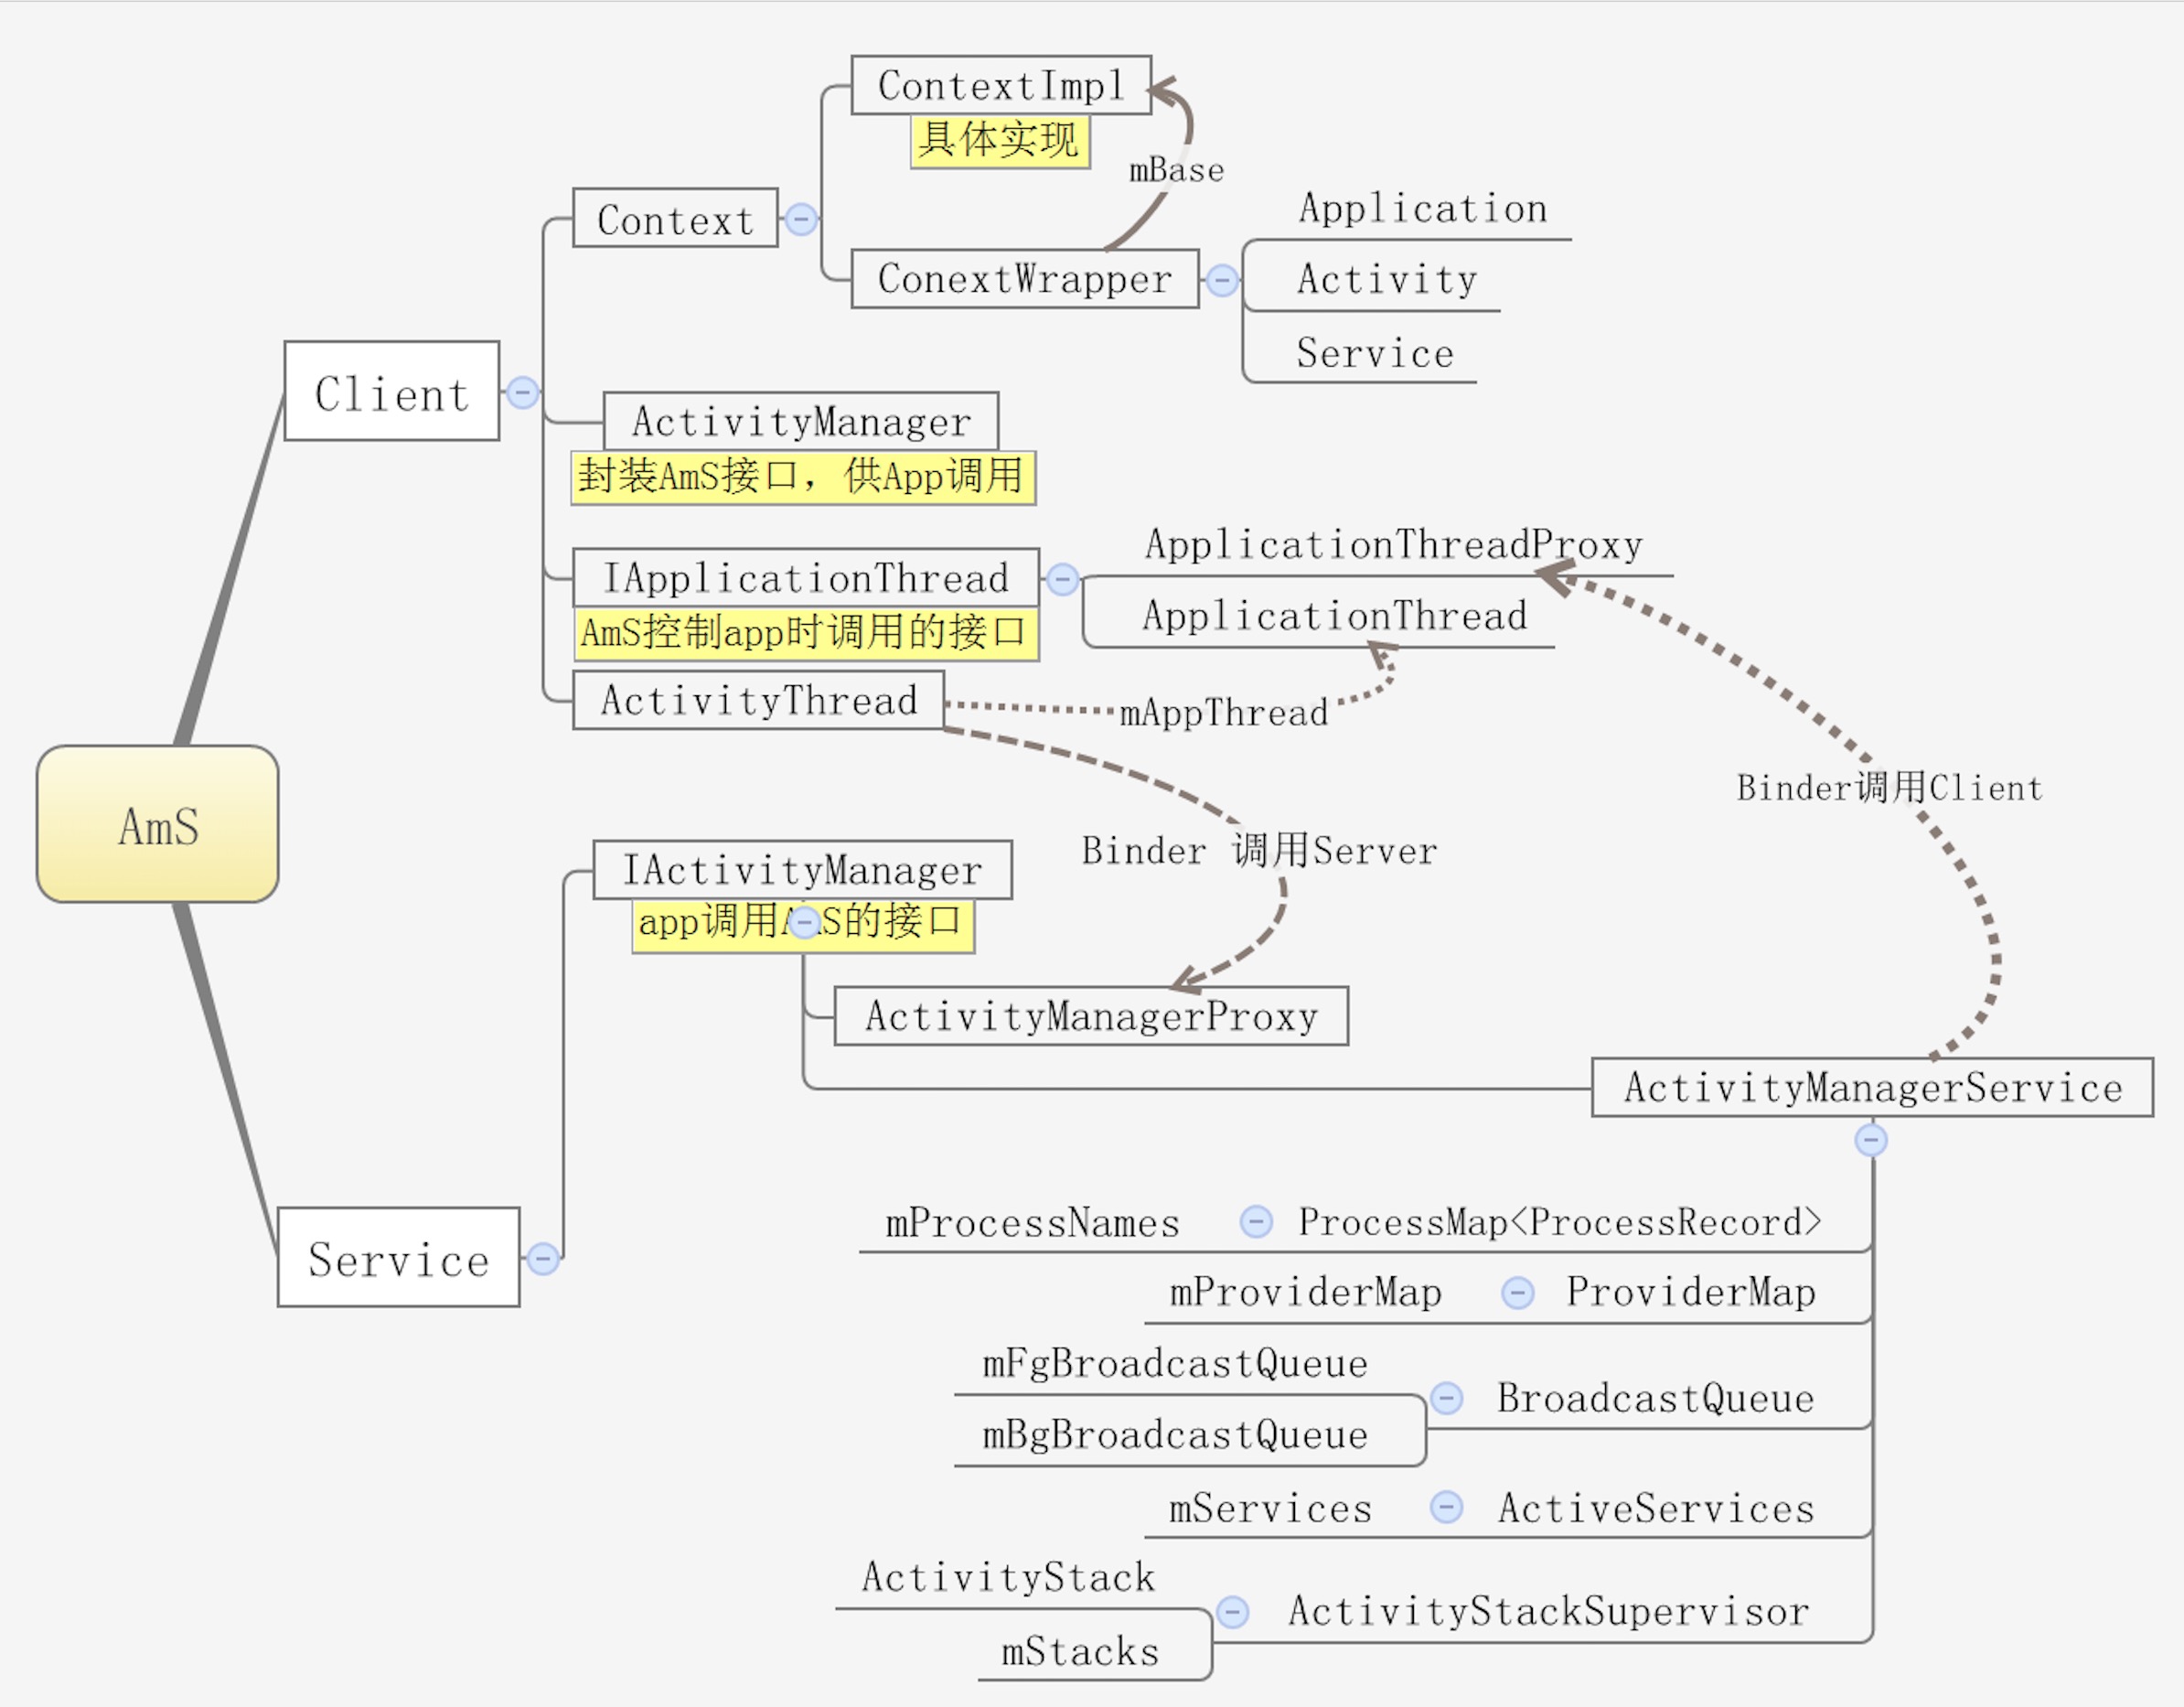 ContextImpl
具体实现
mBase
Context
Application
ConextWrapper
Activity
Service
Client
ActivityManager
封装AmS接口，供App调用
ApplicationThreadProxy
IApplicationThread
ApplicationThread
AmS控制app时调用的接口
ActivityThread
mAppThread
Binder调用Client
AmS
Binder 调用Server
IActivityManager
app调用AmS的接口
ActivityManagerProxy
ActivityManagerService
Service
mProcessNames ProcessMap<ProcessRecord>
mProviderMap ProviderMap
mFgBroadcastQueue
BroadcastQueue
mBgBroadcastQueue
mServices ActiveServices
ActivityStack
ActivityStackSupervisor
mStacks